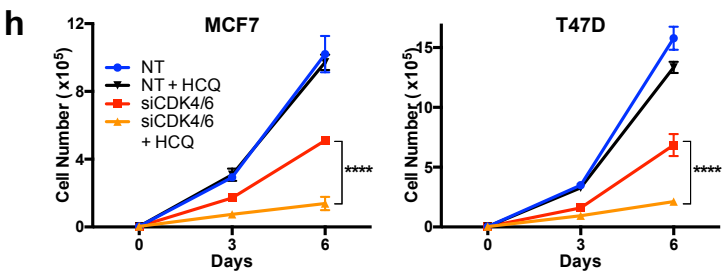 h
MCF7
Cell Number ( x10⁵)
12
8
4
0
NT
NT + HCQ
siCDK4/6
siCDK4/6
+ HCQ
****
0 3 6
Days
T47D
Cell Number ( x10⁵)
15
10
5
0
****
0 3 6
Days